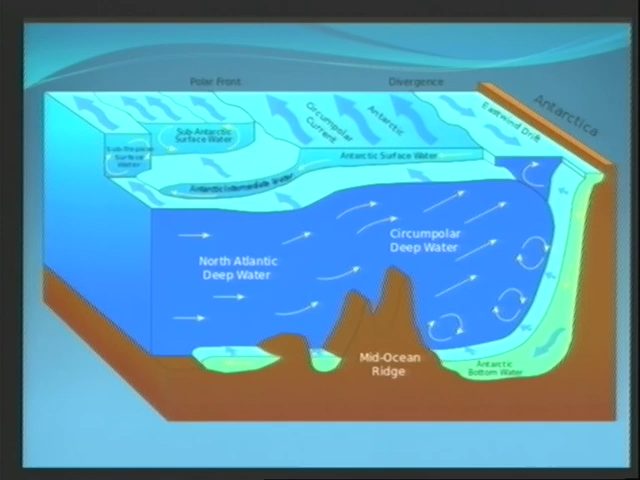 Polar Front
Divergence
Antarctica
Eastwind Drift
Circumpolar
Current
Antarctic
Sub-Antarctic
Surface Water
Sub-Tropical
Surface
Water
Antarctic Surface Water
Antarctic Intermediate Water
Circumpolar
Deep Water
North Atlantic
Deep Water
Mid-Ocean
Ridge
Antarctic
Bottom Water